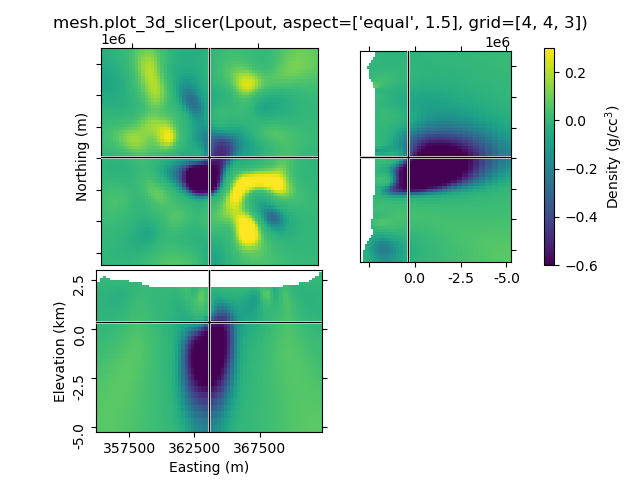 mesh.plot_3d_slicer(Lpout, aspect=['equal', 1.5], grid=[4, 4, 3])
1e6
1e6
Northing (m)
0.0 -2.5 -5.0
0.2
0.0
−0.2
−0.4
−0.6
Density (g/cc³)
2.5
0.0
-2.5
-5.0
Elevation (km)
357500 362500 367500
Easting (m)